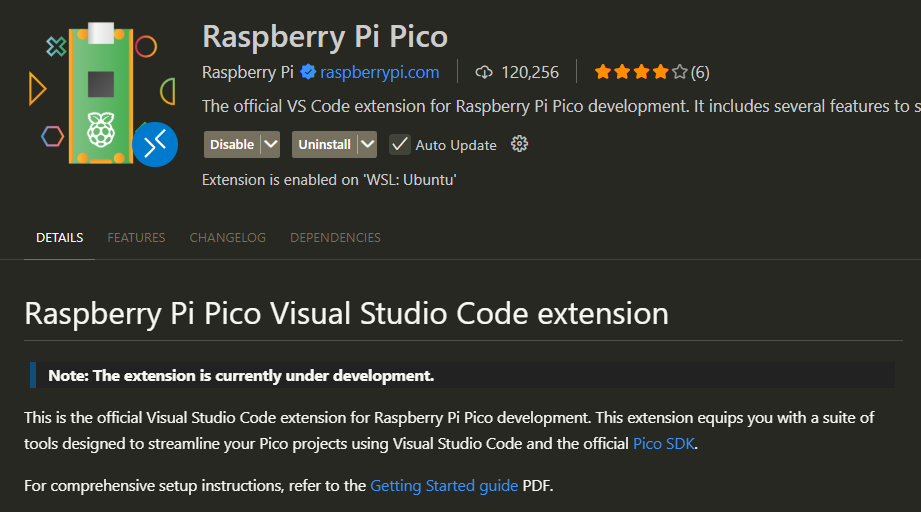 Raspberry Pi Pico
Raspberry Pi raspberrypi.com 120,256 (6)
The official VS Code extension for Raspberry Pi Pico development. It includes several features to s
Disable Uninstall Auto Update
Extension is enabled on 'WSL: Ubuntu'
DETAILS FEATURES CHANGELOG DEPENDENCIES
Raspberry Pi Pico Visual Studio Code extension
Note: The extension is currently under development.
This is the official Visual Studio Code extension for Raspberry Pi Pico development. This extension equips you with a suite of
tools designed to streamline your Pico projects using Visual Studio Code and the official Pico SDK.
For comprehensive setup instructions, refer to the Getting Started guide PDF.